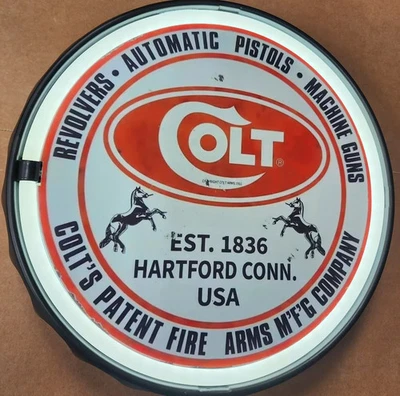 REVOLVERS • AUTOMATIC PISTOLS • MACHINE GUNS
COLT®
EST. 1836
HARTFORD CONN.
USA
COLT'S PATENT FIRE ARMS M'F'G COMPANY